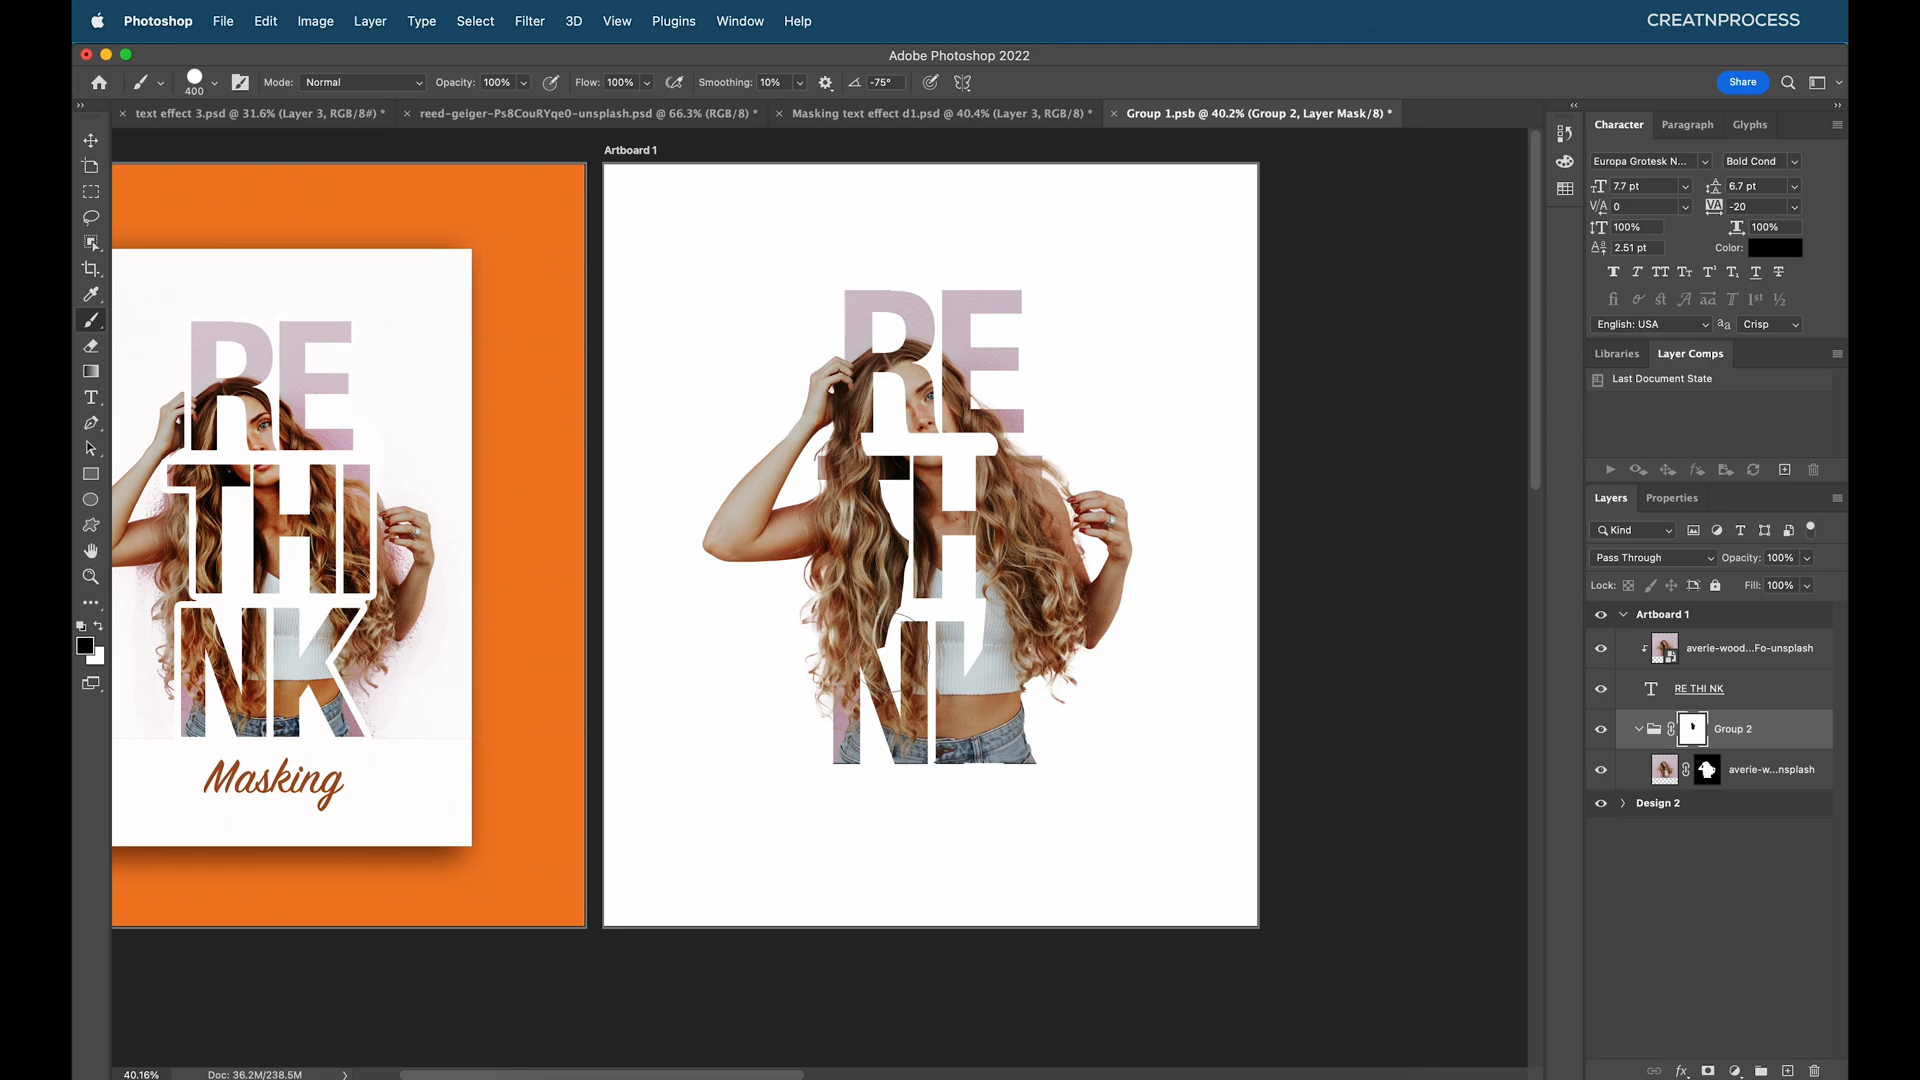 CREATNPROCESS
Photoshop File Edit Image Layer Type Select Filter 3D View Plugins Window Help
Adobe Photoshop 2022
400 Mode: Normal Opacity: 100% Flow: 100% Smoothing: 10% -75° Share
text effect 3.psd @ 31.6% (Layer 3, RGB/8#) *
reed-geiger-Ps8CouRYqe0-unsplash.psd @ 66.3% (RGB/8) *
Masking text effect d1.psd @ 40.4% (Layer 3, RGB/8) *
Group 1.psb @ 40.2% (Group 2, Layer Mask/8) *
Artboard 1
RE
THI
NK
Masking
RE
TH
NK
Character Paragraph Glyphs
Europa Grotesk N... Bold Cond
7.7 pt 6.7 pt
0 -20
100% 100%
2.51 pt Color:
English: USA Crisp
Libraries Layer Comps
Last Document State
Layers Properties
Kind
Pass Through Opacity: 100%
Lock: Fill: 100%
Artboard 1
averie-wood...Fo-unsplash
RE THI NK
Group 2
averie-w...nsplash
Design 2
40.16% Doc: 36.2M/238.5M